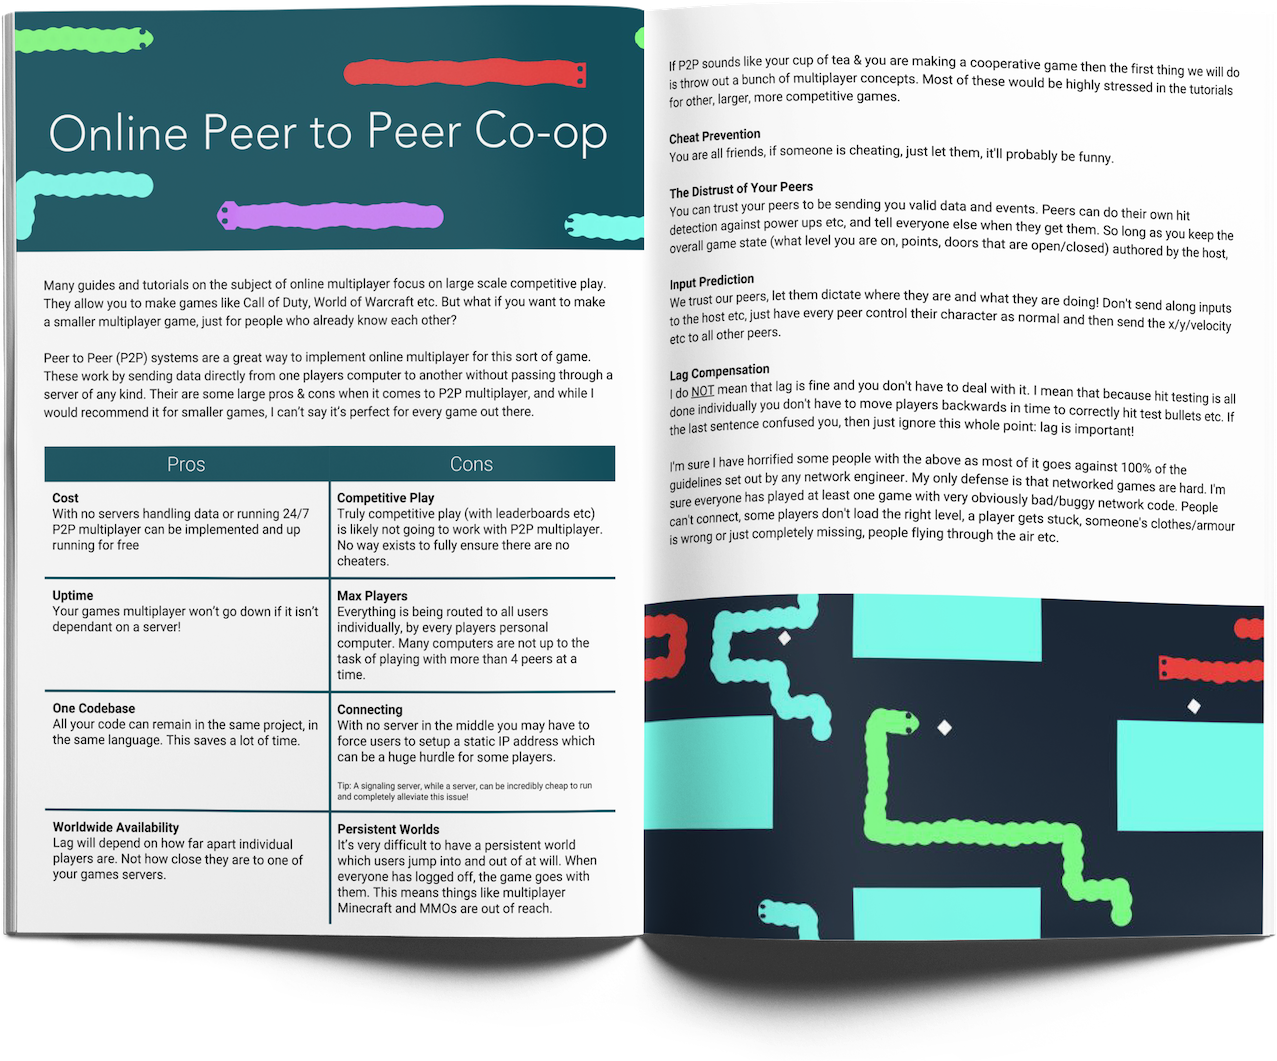 Online Peer to Peer Co-op
Many guides and tutorials on the subject of online multiplayer focus on large scale competitive play.
They allow you to make games like Call of Duty, World of Warcraft etc. But what if you want to make
a smaller multiplayer game, just for people who already know each other?
Peer to Peer (P2P) systems are a great way to implement online multiplayer for this sort of game.
These work by sending data directly from one players computer to another without passing through a
server of any kind. Their are some large pros & cons when it comes to P2P multiplayer, and while I
would recommend it for smaller games, I can't say it's perfect for every game out there.
Pros
Cons
Cost
With no servers handling data or running 24/7
P2P multiplayer can be implemented and up
running for free
Competitive Play
Truly competitive play (with leaderboards etc)
is likely not going to work with P2P multiplayer.
No way exists to fully ensure there are no
cheaters.
Uptime
Your games multiplayer won't go down if it isn't
dependant on a server!
Max Players
Everything is being routed to all users
individually, by every players personal
computer. Many computers are not up to the
task of playing with more than 4 peers at a
time.
One Codebase
All your code can remain in the same project, in
the same language. This saves a lot of time.
Connecting
With no server in the middle you may have to
force users to setup a static IP address which
can be a huge hurdle for some players.
Tip: A signaling server, while a server, can be incredibly cheap to run
and completely alleviate this issue!
Worldwide Availability
Lag will depend on how far apart individual
players are. Not how close they are to one of
your games servers.
Persistent Worlds
It's very difficult to have a persistent world
which users jump into and out of at will. When
everyone has logged off, the game goes with
them. This means things like multiplayer
Minecraft and MMOs are out of reach.
If P2P sounds like your cup of tea & you are making a cooperative game then the first thing we will do
is throw out a bunch of multiplayer concepts. Most of these would be highly stressed in the tutorials
for other, larger, more competitive games.
Cheat Prevention
You are all friends, if someone is cheating, just let them, it'll probably be funny.
The Distrust of Your Peers
You can trust your peers to be sending you valid data and events. Peers can do their own hit
detection against power ups etc, and tell everyone else when they get them. So long as you keep the
overall game state (what level you are on, points, doors that are open/closed) authored by the host,
Input Prediction
We trust our peers, let them dictate where they are and what they are doing! Don't send along inputs
to the host etc, just have every peer control their character as normal and then send the x/y/velocity
etc to all other peers.
Lag Compensation
I do NOT mean that lag is fine and you don't have to deal with it. I mean that because hit testing is all
done individually you don't have to move players backwards in time to correctly hit test bullets etc. If
the last sentence confused you, then just ignore this whole point: lag is important!
I'm sure I have horrified some people with the above as most of it goes against 100% of the
guidelines set out by any network engineer. My only defense is that networked games are hard. I'm
sure everyone has played at least one game with very obviously bad/buggy network code. People
can't connect, some players don't load the right level, a player gets stuck, someone's clothes/armour
is wrong or just completely missing, people flying through the air etc.